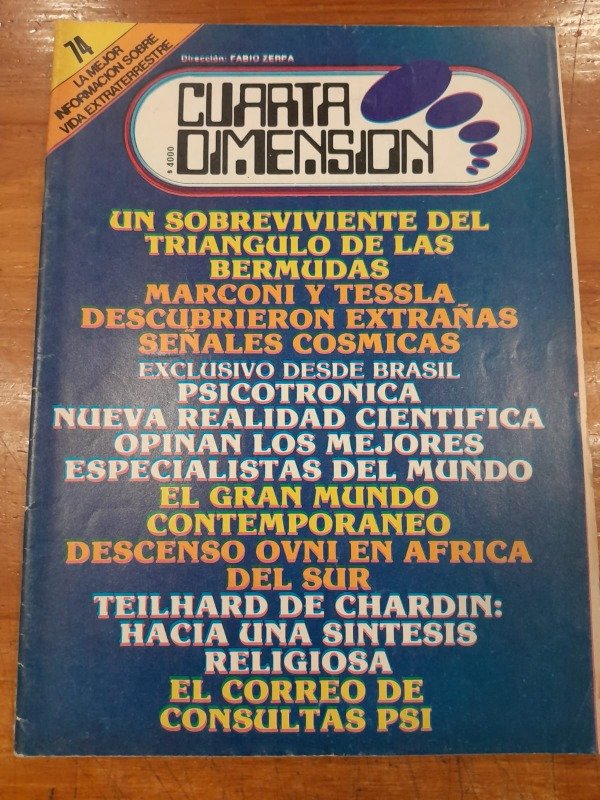 74
LA MEJOR
INFORMACION SOBRE
VIDA EXTRATERRESTRE
Dirección: FABIO ZERPA
CUARTA
DIMENSION
$ 4000
UN SOBREVIVIENTE DEL
TRIANGULO DE LAS
BERMUDAS
MARCONI Y TESSLA
DESCUBRIERON EXTRAÑAS
SEÑALES COSMICAS
EXCLUSIVO DESDE BRASIL
PSICOTRONICA
NUEVA REALIDAD CIENTIFICA
OPINAN LOS MEJORES
ESPECIALISTAS DEL MUNDO
EL GRAN MUNDO
CONTEMPORANEO
DESCENSO OVNI EN AFRICA
DEL SUR
TEILHARD DE CHARDIN:
HACIA UNA SINTESIS
RELIGIOSA
EL CORREO DE
CONSULTAS PSI